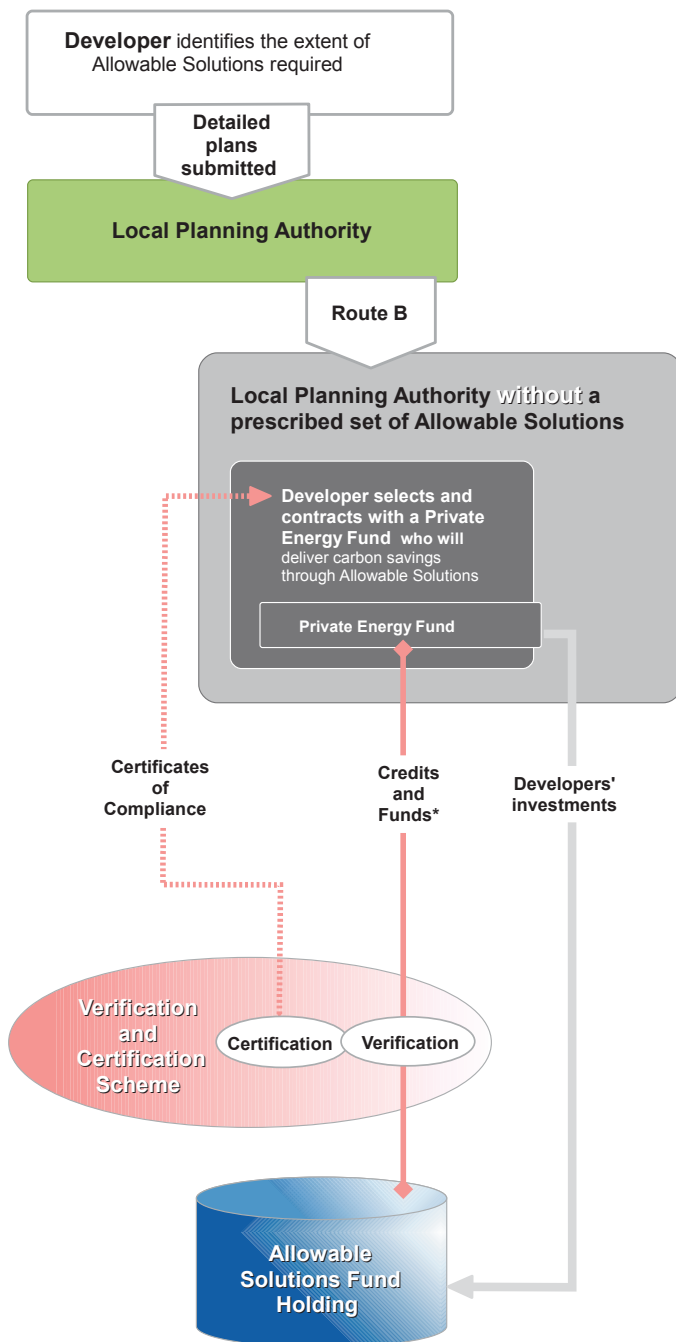 Developer identifies the extent of
Allowable Solutions required
Detailed
plans
submitted
Local Planning Authority
Route B
Local Planning Authority without a
prescribed set of Allowable Solutions
Developer selects and
contracts with a Private
Energy Fund who will
deliver carbon savings
through Allowable Solutions
Private Energy Fund
Certificates
of
Compliance
Credits
and
Funds*
Developers'
investments
Verification
and
Certification
Scheme
Certification
Verification
Allowable
Solutions Fund
Holding